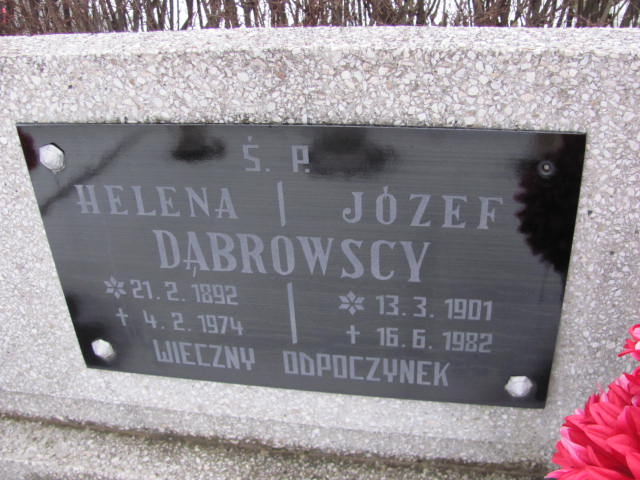 Ś. P.
HELENA | JÓZEF
DĄBROWSCY
* 21. 2. 1892 | * 13. 3. 1901
† 4. 2. 1974 | † 16. 6. 1982
WIECZNY ODPOCZYNEK